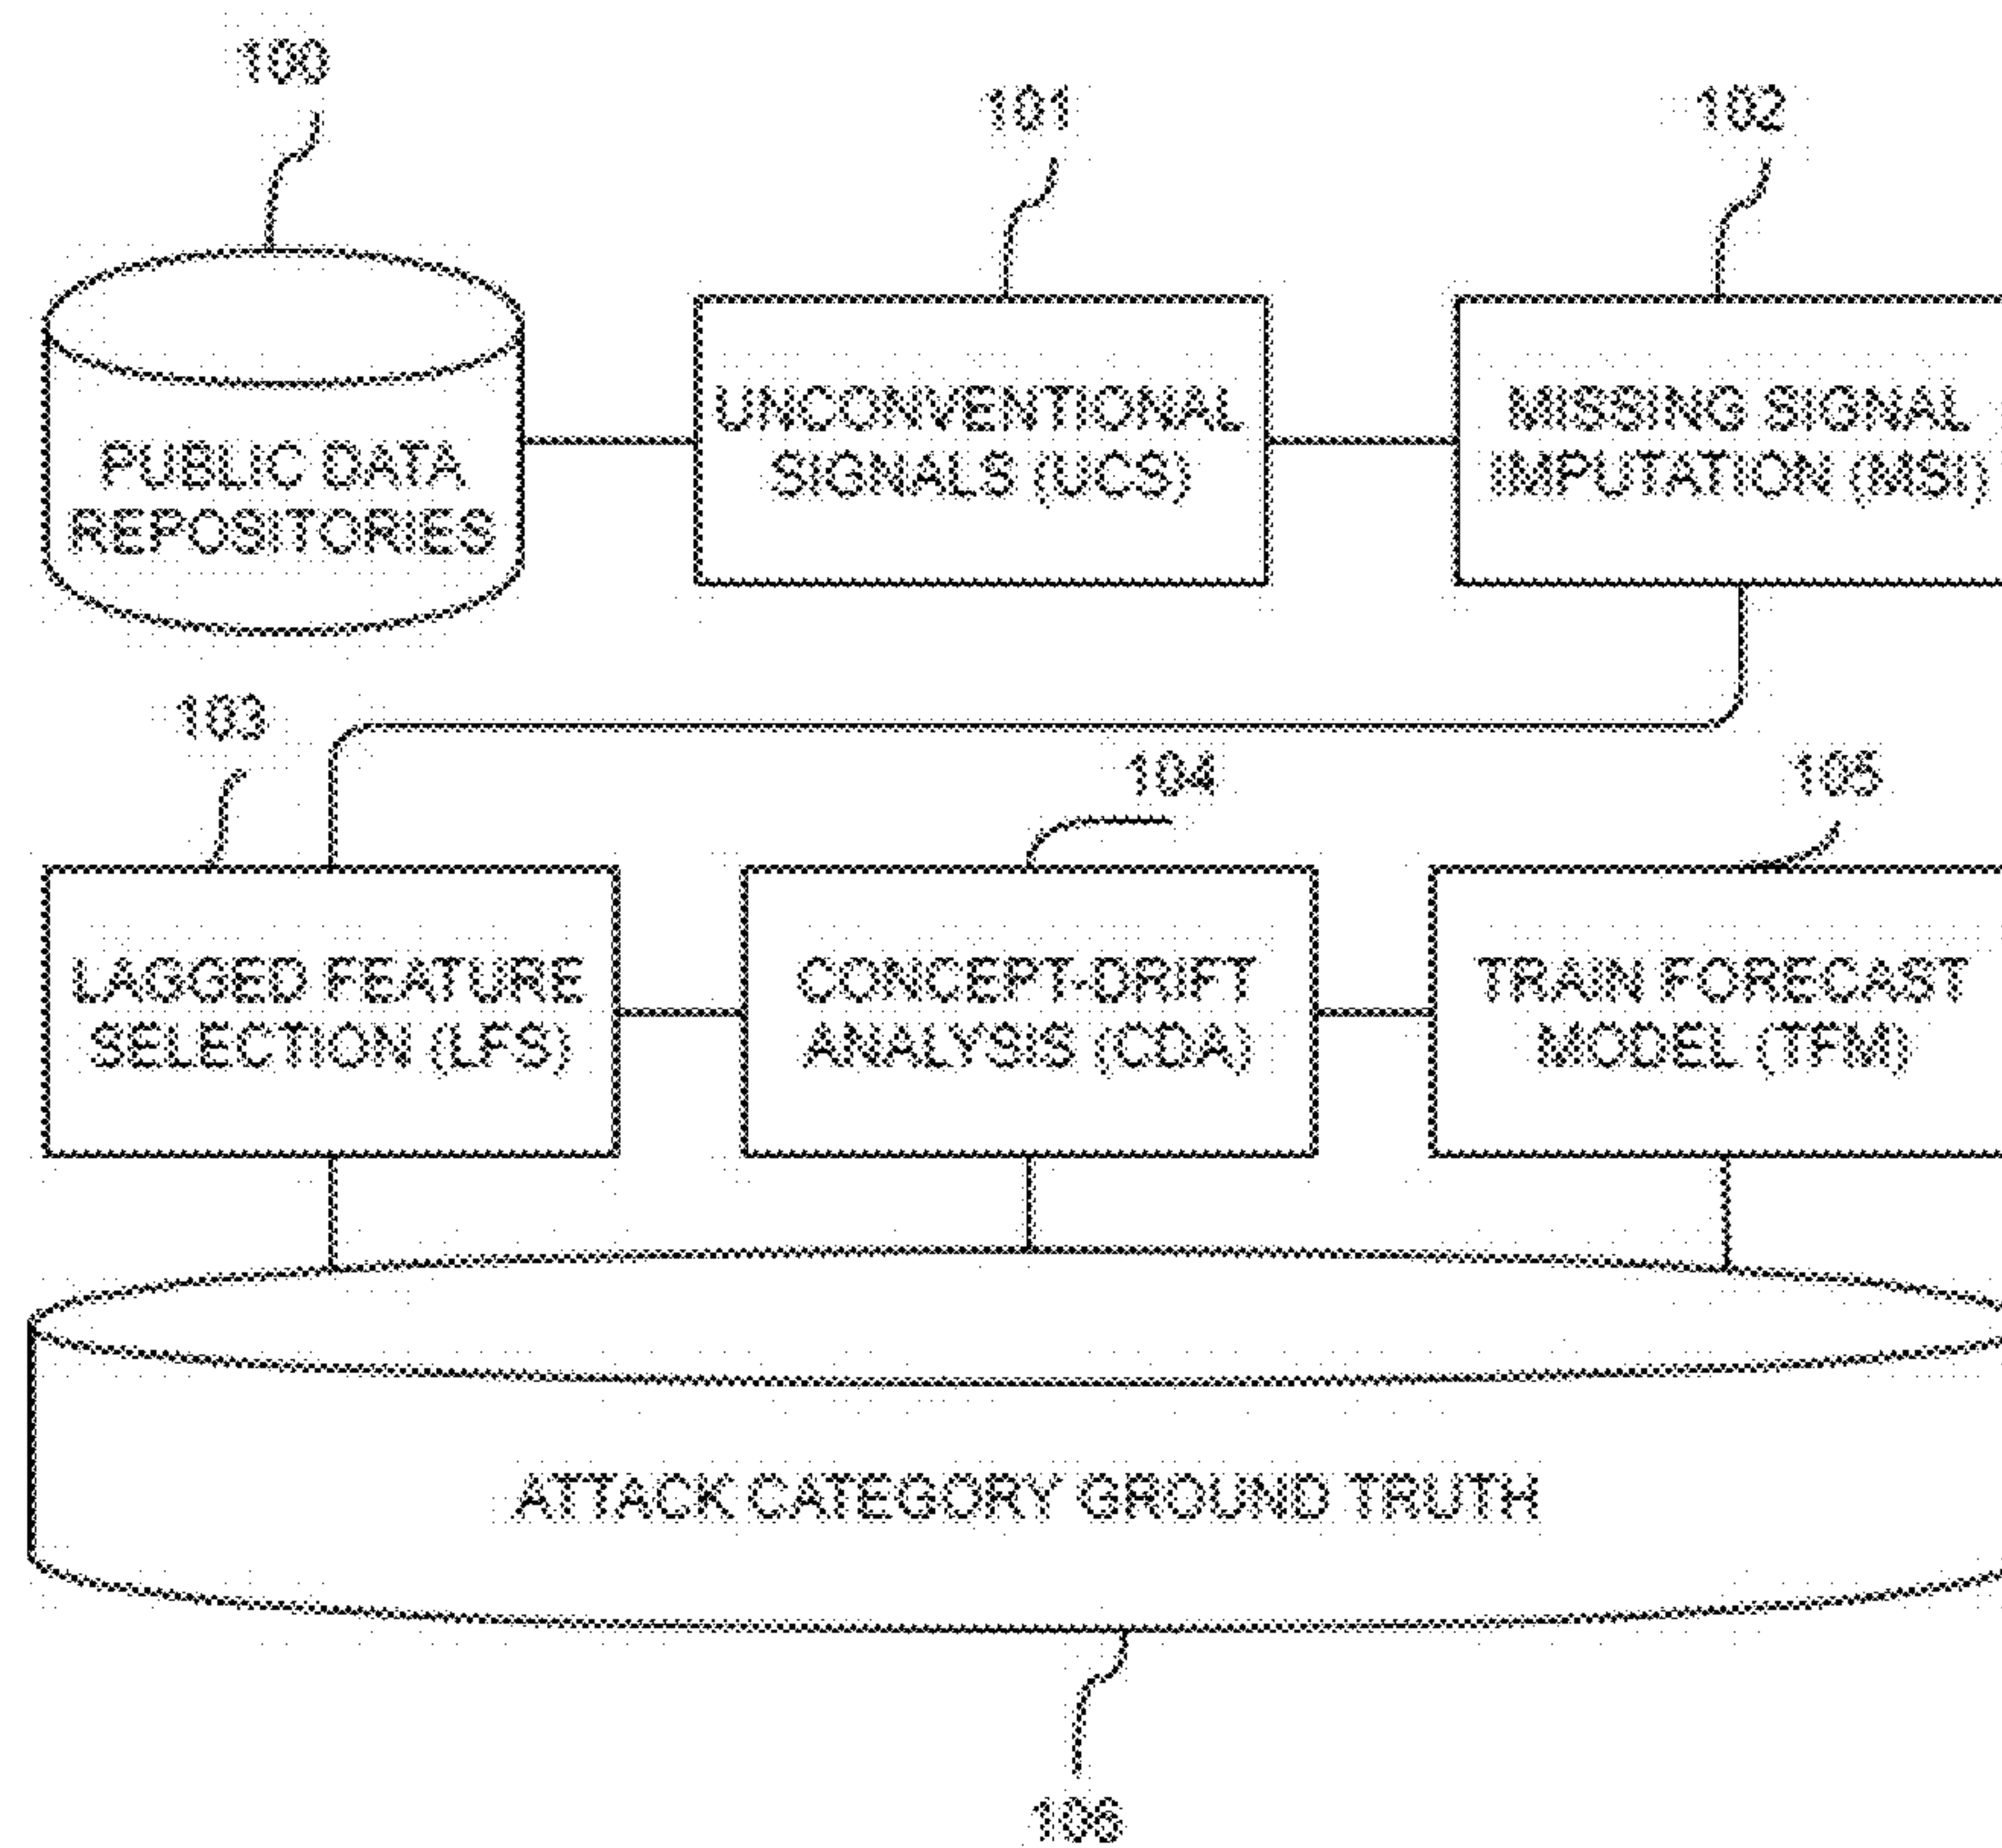 100
101
102
PUBLIC DATA
REPOSITORIES
UNCONVENTIONAL
SIGNALS (UCS)
MISSING SIGNAL
IMPUTATION (MSI)
103
104
105
LAGGED FEATURE
SELECTION (LFS)
CONCEPT-DRIFT
ANALYSIS (CDA)
TRAIN FORECAST
MODEL (TFM)
ATTACK CATEGORY GROUND TRUTH
106